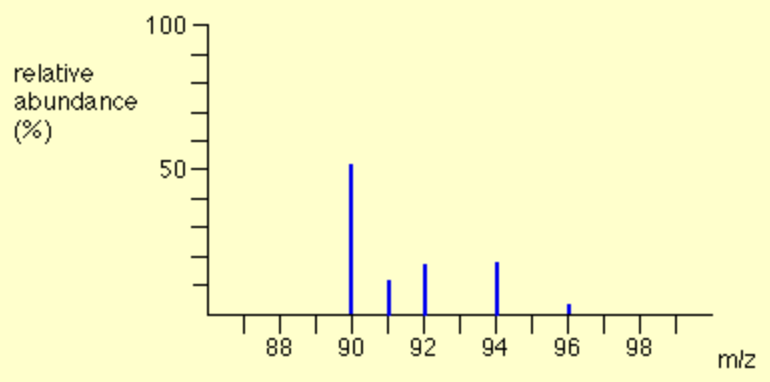 100
relative
abundance
(%)
50
88 90 92 94 96 98
m/z